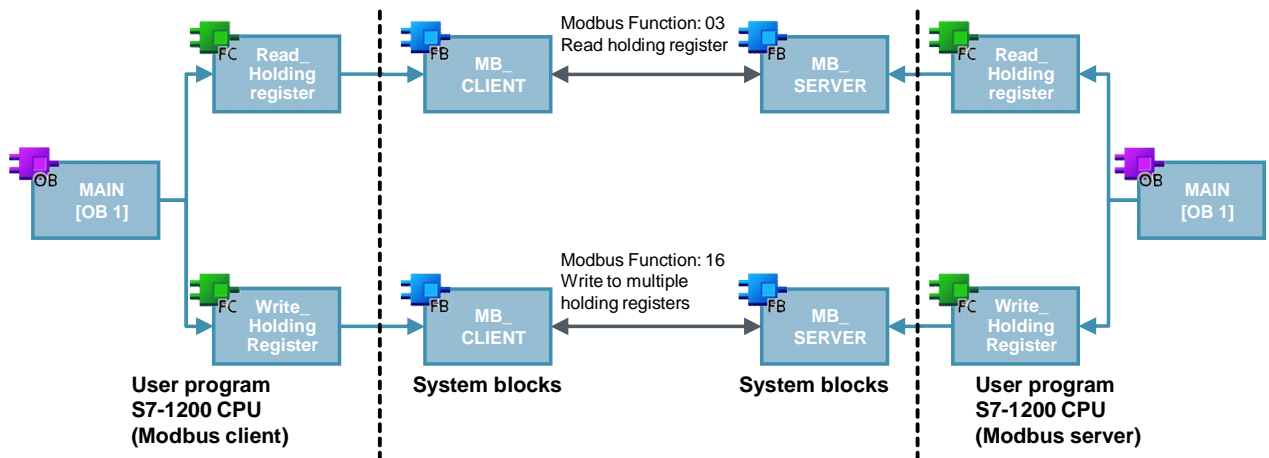 Modbus Function: 03
Read holding register
FC
Read_
Holding
register
FB
MB_
CLIENT
FB
MB_
SERVER
FC
Read_
Holding
register
OB
MAIN
[OB 1]
OB
MAIN
[OB 1]
Modbus Function: 16
Write to multiple
holding registers
FC
Write_
Holding
Register
FB
MB_
CLIENT
FB
MB_
SERVER
FC
Write_
Holding
Register
User program
S7-1200 CPU
(Modbus client)
System blocks
System blocks
User program
S7-1200 CPU
(Modbus server)